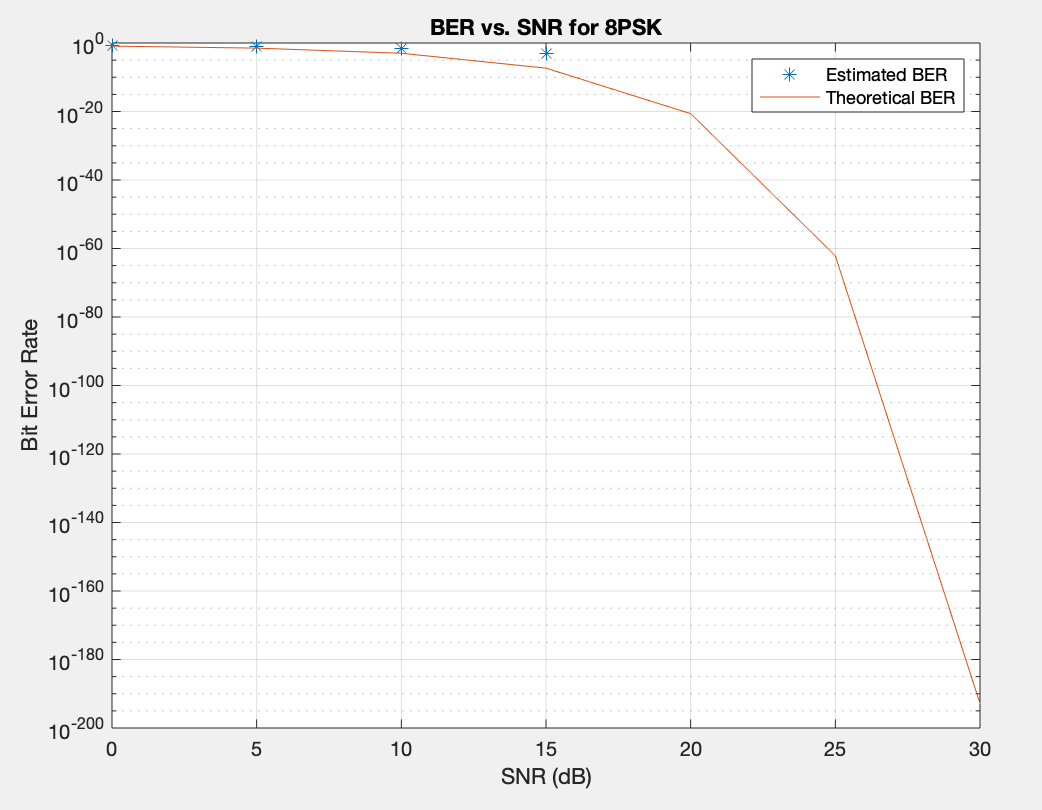 BER vs. SNR for 8PSK
Estimated BER
Theoretical BER
10^0
10^-20
10^-40
10^-60
10^-80
10^-100
10^-120
10^-140
10^-160
10^-180
10^-200
Bit Error Rate
0 5 10 15 20 25 30
SNR (dB)